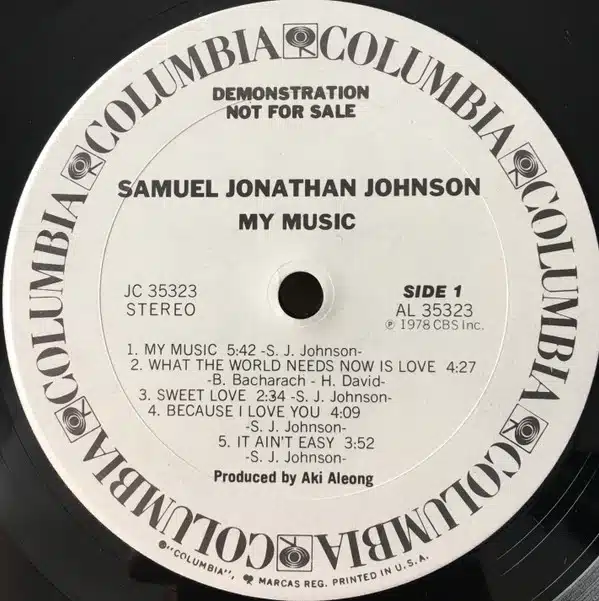 COLUMBIA COLUMBIA COLUMBIA COLUMBIA COLUMBIA COLUMBIA COLUMBIA COLUMBIA
DEMONSTRATION
NOT FOR SALE
SAMUEL JONATHAN JOHNSON
MY MUSIC
JC 35323
STEREO
SIDE 1
AL 35323
℗ 1978 CBS Inc.
1. MY MUSIC 5:42 -S. J. Johnson-
2. WHAT THE WORLD NEEDS NOW IS LOVE 4:27
-B. Bacharach - H. David-
3. SWEET LOVE 2:34 -S. J. Johnson-
4. BECAUSE I LOVE YOU 4:09
-S. J. Johnson-
5. IT AIN'T EASY 3:52
-S. J. Johnson-
Produced by Aki Aleong
"COLUMBIA", MARCAS REG. PRINTED IN U.S.A.